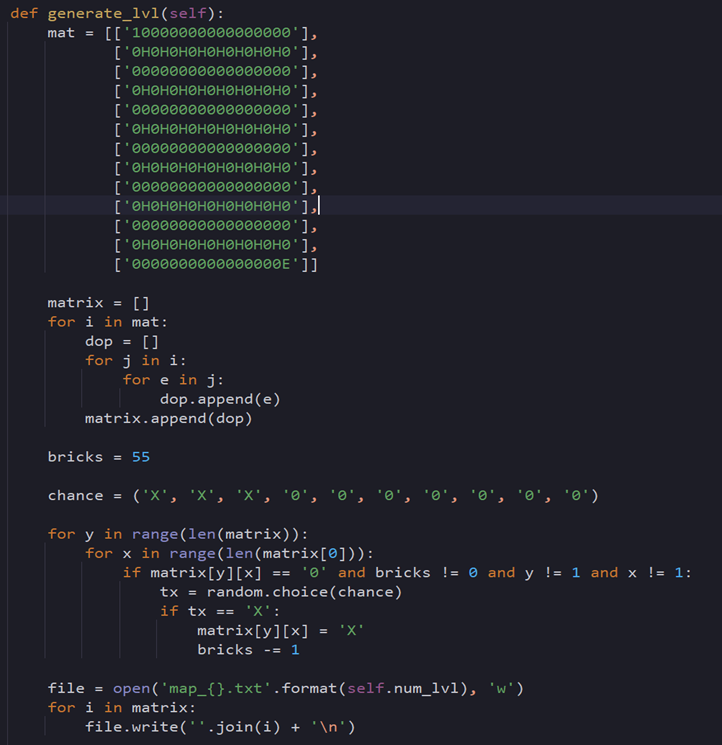 def generate_lvl(self):
    mat = [['10000000000000000'],
           ['0H0H0H0H0H0H0H0H0'],
           ['00000000000000000'],
           ['0H0H0H0H0H0H0H0H0'],
           ['00000000000000000'],
           ['0H0H0H0H0H0H0H0H0'],
           ['00000000000000000'],
           ['0H0H0H0H0H0H0H0H0'],
           ['00000000000000000'],
           ['0H0H0H0H0H0H0H0H0'],
           ['00000000000000000'],
           ['0H0H0H0H0H0H0H0H0'],
           ['0000000000000000E']]

    matrix = []
    for i in mat:
        dop = []
        for j in i:
            for e in j:
                dop.append(e)
        matrix.append(dop)

    bricks = 55

    chance = ('X', 'X', 'X', '0', '0', '0', '0', '0', '0', '0')

    for y in range(len(matrix)):
        for x in range(len(matrix[0])):
            if matrix[y][x] == '0' and bricks != 0 and y != 1 and x != 1:
                tx = random.choice(chance)
                if tx == 'X':
                    matrix[y][x] = 'X'
                    bricks -= 1

    file = open('map_{}.txt'.format(self.num_lvl), 'w')
    for i in matrix:
        file.write(''.join(i) + '\n')